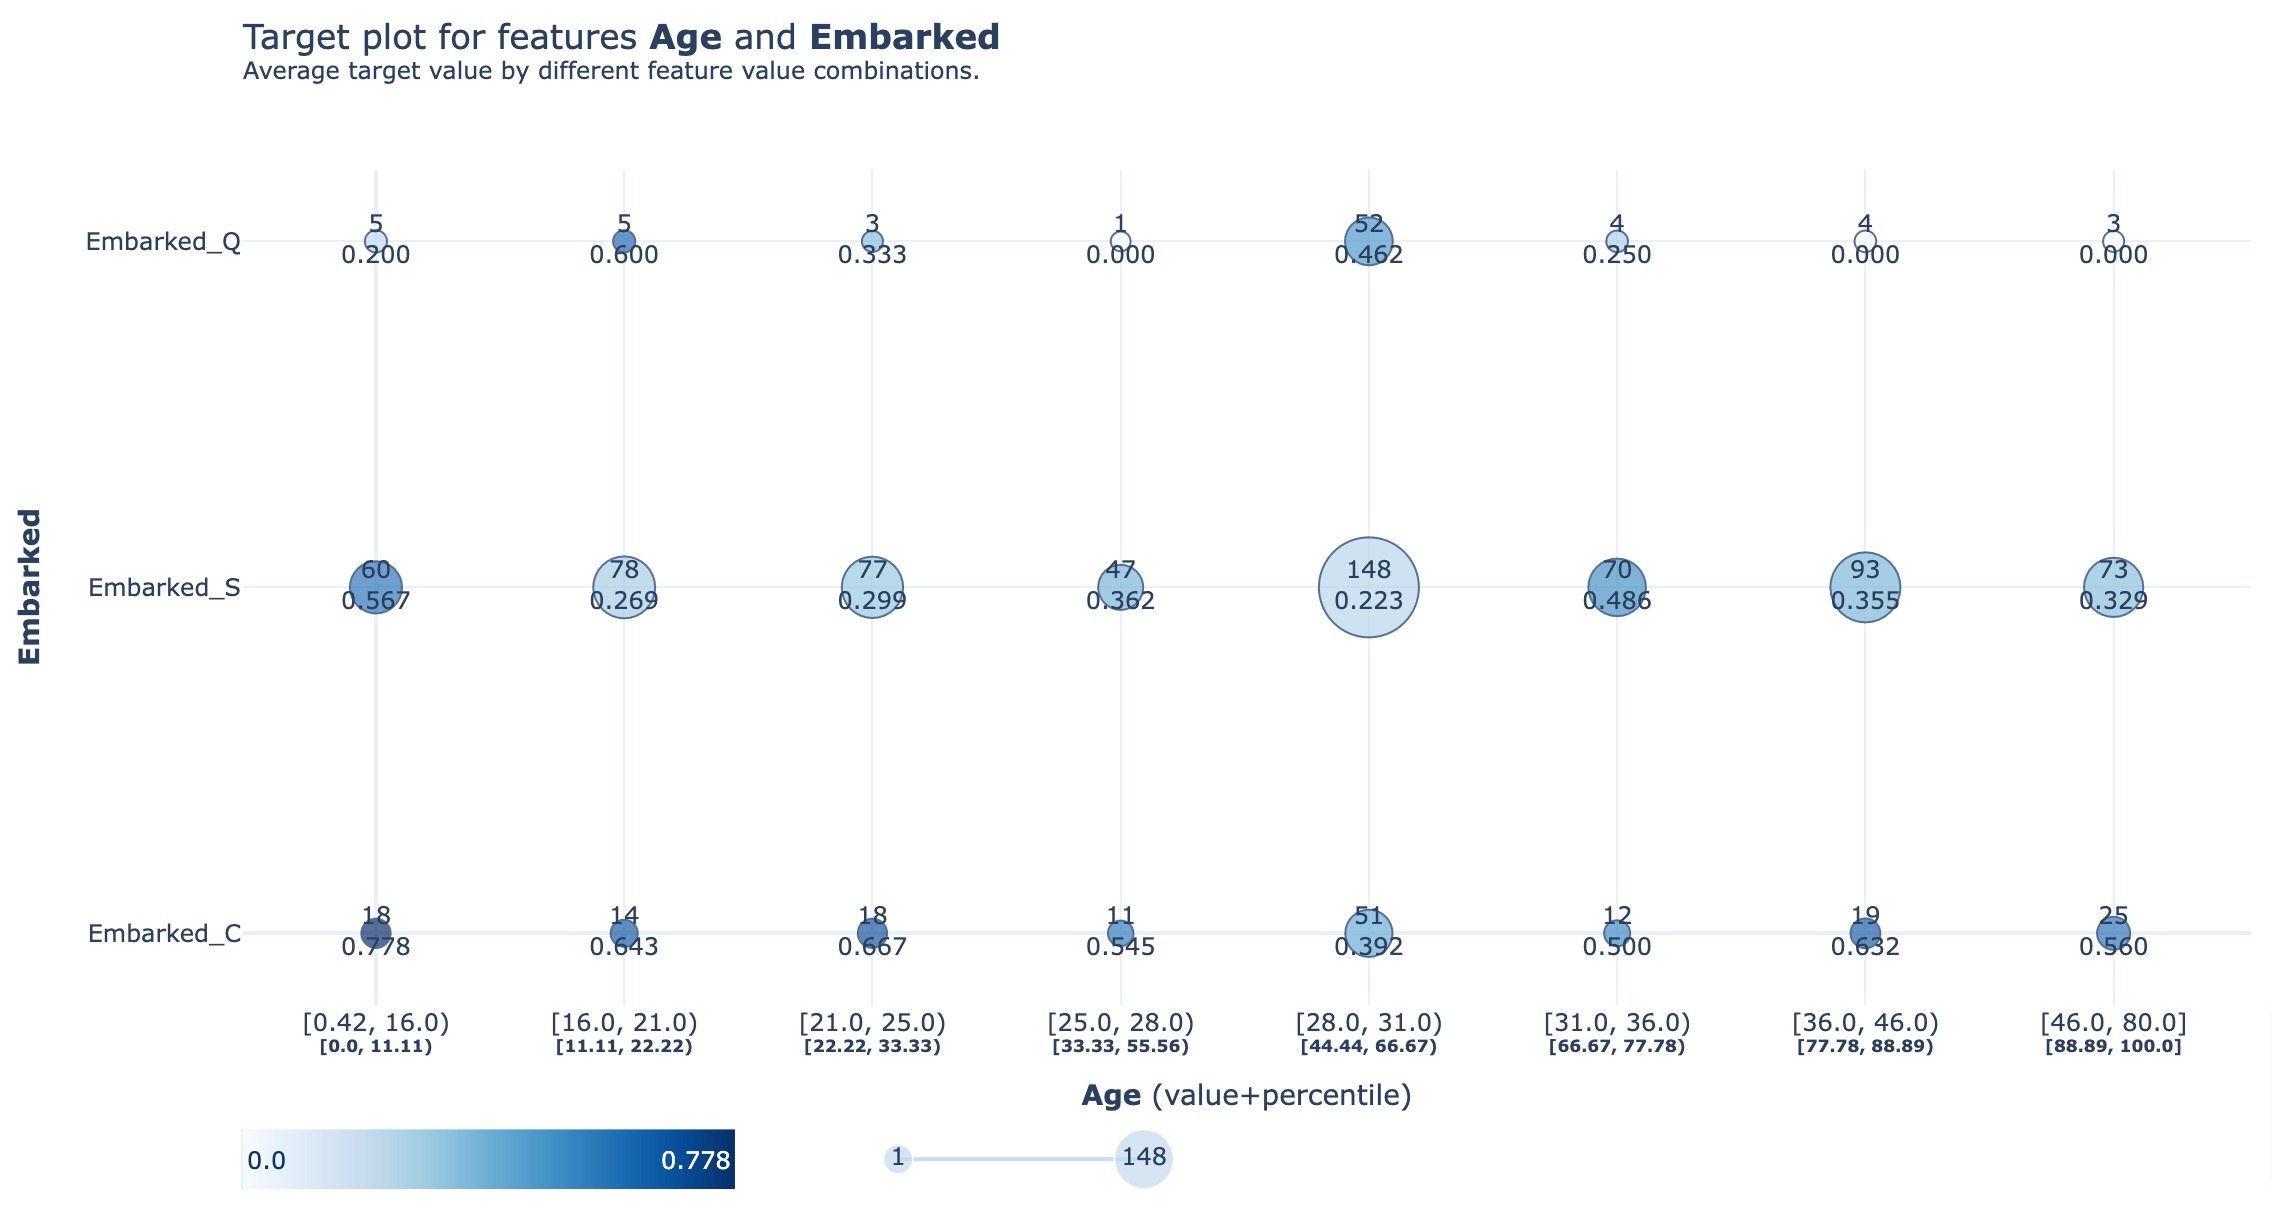 Target plot for features Age and Embarked
Average target value by different feature value combinations.
Embarked
Embarked_Q
5 5 3 1 52 4 4 3
0.200 0.600 0.333 0.000 0.462 0.250 0.000 0.000
Embarked_S
60 78 77 47 148 70 93 73
0.567 0.269 0.299 0.362 0.223 0.486 0.355 0.329
Embarked_C
18 14 18 11 51 12 19 25
0.778 0.643 0.667 0.545 0.392 0.500 0.632 0.560
[0.42, 16.0) [16.0, 21.0) [21.0, 25.0) [25.0, 28.0) [28.0, 31.0) [31.0, 36.0) [36.0, 46.0) [46.0, 80.0]
[0.0, 11.11) [11.11, 22.22) [22.22, 33.33) [33.33, 55.56) [44.44, 66.67) [66.67, 77.78) [77.78, 88.89) [88.89, 100.0]
Age (value+percentile)
0.0 0.778
1 148